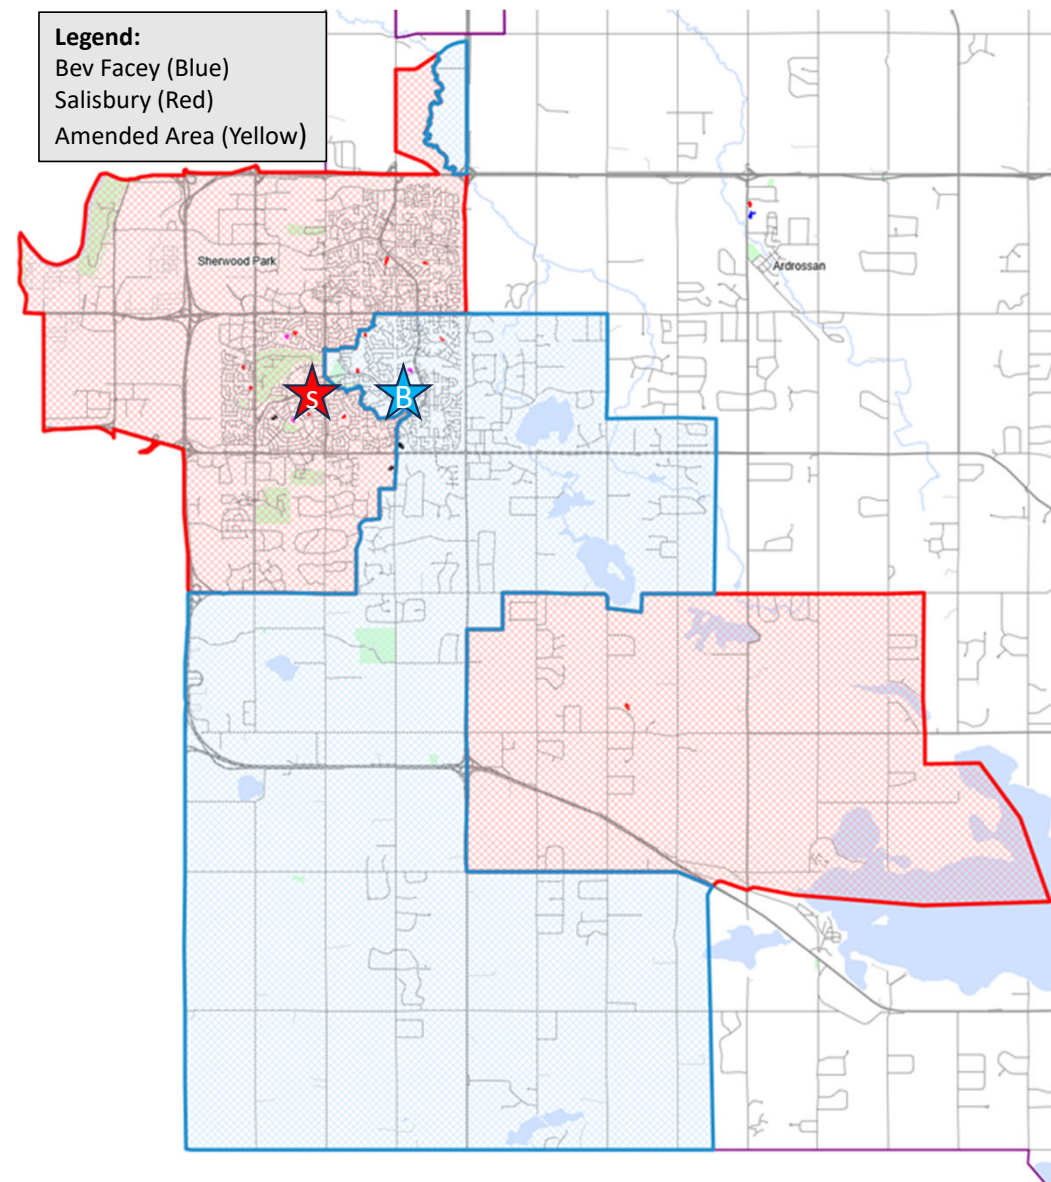 Legend:
Bev Facey (Blue)
Salisbury (Red)
Amended Area (Yellow)
Sherwood Park
Ardrossan
S
B